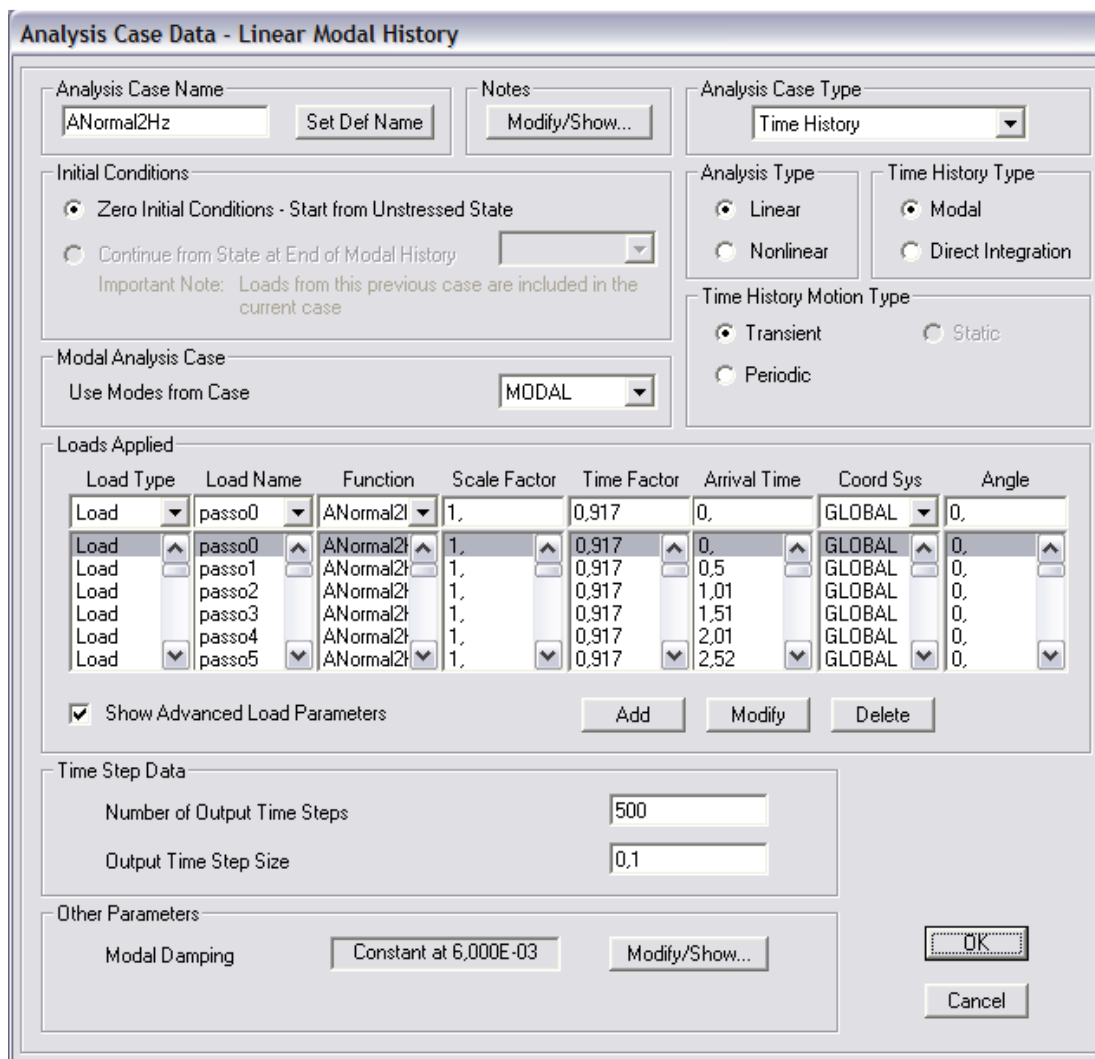 Analysis Case Data - Linear Modal History
Analysis Case Name
ANormal2Hz
Set Def Name
Notes
Modify/Show...
Analysis Case Type
Time History
Initial Conditions
Zero Initial Conditions - Start from Unstressed State
Continue from State at End of Modal History
Important Note: Loads from this previous case are included in the
current case
Analysis Type
Linear
Nonlinear
Time History Type
Modal
Direct Integration
Time History Motion Type
Transient
Static
Periodic
Modal Analysis Case
Use Modes from Case
MODAL
Loads Applied
Load Type Load Name Function Scale Factor Time Factor Arrival Time Coord Sys Angle
Load passo0 ANormal2I 1, 0,917 0, GLOBAL 0,
Load passo0 ANormal2H 1, 0,917 0, GLOBAL 0,
Load passo1 ANormal2H 1, 0,917 0,5 GLOBAL 0,
Load passo2 ANormal2H 1, 0,917 1,01 GLOBAL 0,
Load passo3 ANormal2H 1, 0,917 1,51 GLOBAL 0,
Load passo4 ANormal2H 1, 0,917 2,01 GLOBAL 0,
Load passo5 ANormal2H 1, 0,917 2,52 GLOBAL 0,
Show Advanced Load Parameters
Add
Modify
Delete
Time Step Data
Number of Output Time Steps
500
Output Time Step Size
0,1
Other Parameters
Modal Damping
Constant at 6,000E-03
Modify/Show...
OK
Cancel